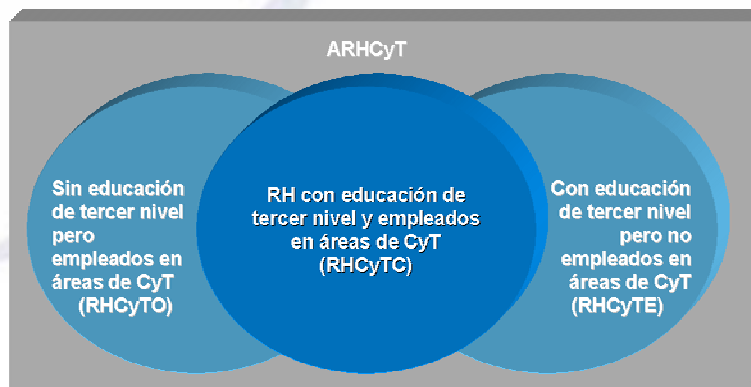 ARHCyT
Sin educación
de tercer nivel
pero
empleados en
áreas de CyT
(RHCyTO)
RH con educación de
tercer nivel y empleados
en áreas de CyT
(RHCyTC)
Con educación
de tercer nivel
pero no
empleados en
áreas de CyT
(RHCyTE)